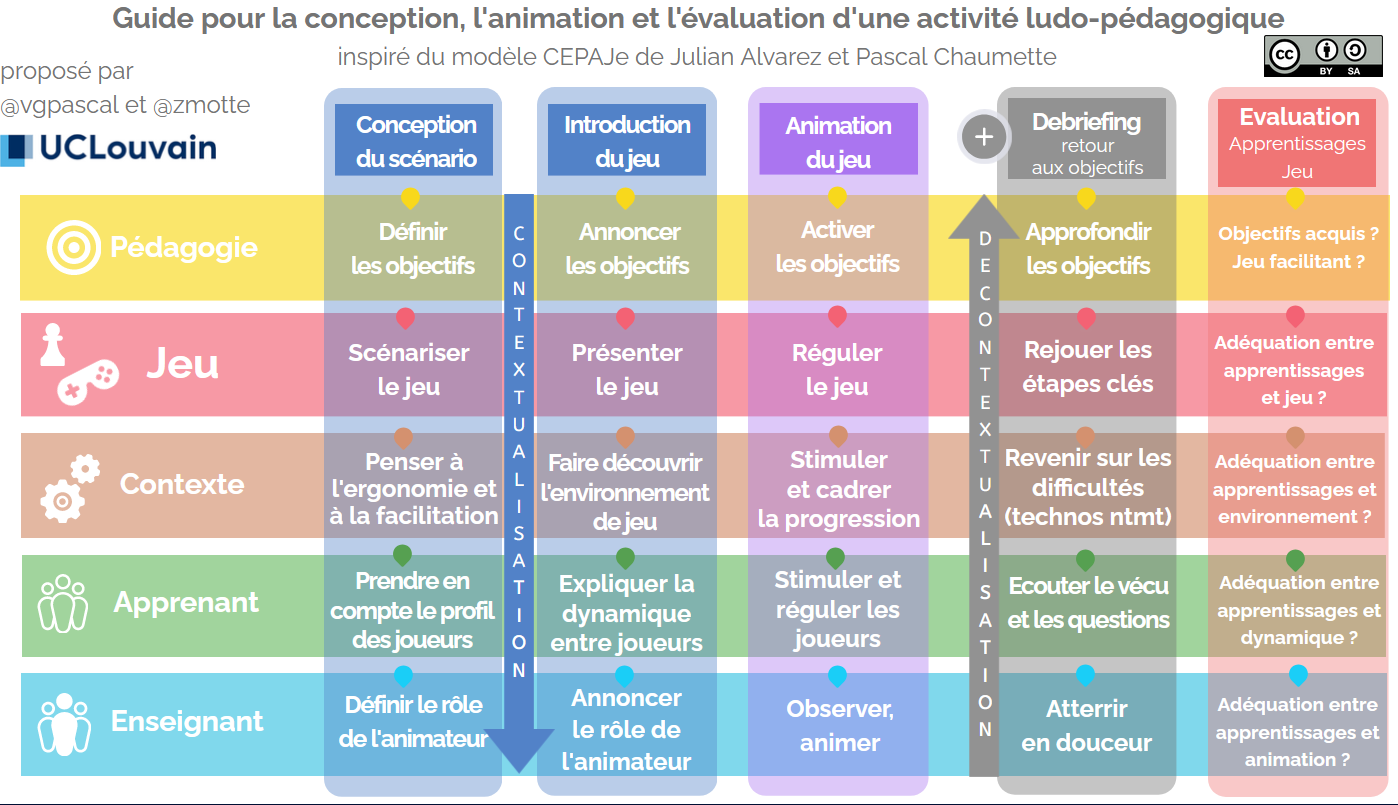 Guide pour la conception, l'animation et l'évaluation d'une activité ludo-pédagogique
inspiré du modèle CEPAJe de Julian Alvarez et Pascal Chaumette
proposé par
@vgpascal et @zmotte
UCLouvain
cc
BY SA
Conception
du scénario
Introduction
du jeu
Animation
du jeu
+
Debriefing
retour
aux objectifs
Evaluation
Apprentissages
Jeu
CONTEXTUALISATION
DECONTEXTUALISATION
Pédagogie
Définir
les objectifs
Annoncer
les objectifs
Activer
les objectifs
Approfondir
les objectifs
Objectifs acquis ?
Jeu facilitant ?
Jeu
Scénariser
le jeu
Présenter
le jeu
Réguler
le jeu
Rejouer les
étapes clés
Adéquation entre
apprentissages
et jeu ?
Contexte
Penser à
l'ergonomie et
à la facilitation
Faire découvrir
l'environnement
de jeu
Stimuler
et cadrer
la progression
Revenir sur les
difficultés
(technos ntmt)
Adéquation entre
apprentissages et
environnement ?
Apprenant
Prendre en
compte le profil
des joueurs
Expliquer la
dynamique
entre joueurs
Stimuler et
réguler les
joueurs
Ecouter le vécu
et les questions
Adéquation entre
apprentissages et
dynamique ?
Enseignant
Définir le rôle
de l'animateur
Annoncer
le rôle de
l'animateur
Observer,
animer
Atterrir
en douceur
Adéquation entre
apprentissages et
animation ?